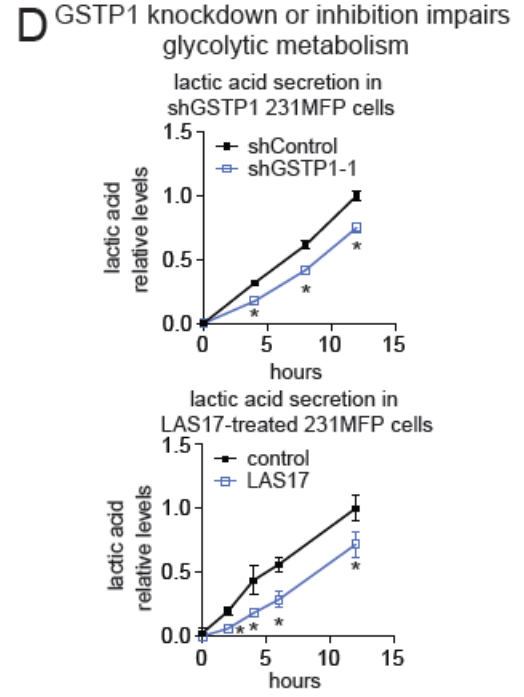 D GSTP1 knockdown or inhibition impairs
glycolytic metabolism
lactic acid secretion in
shGSTP1 231MFP cells
1.5
1.0
0.5
0.0
lactic acid
relative levels
shControl
shGSTP1-1
*
*
*
0 5 10 15
hours
lactic acid secretion in
LAS17-treated 231MFP cells
1.5
1.0
0.5
0.0
lactic acid
relative levels
control
LAS17
* * *
*
0 5 10 15
hours